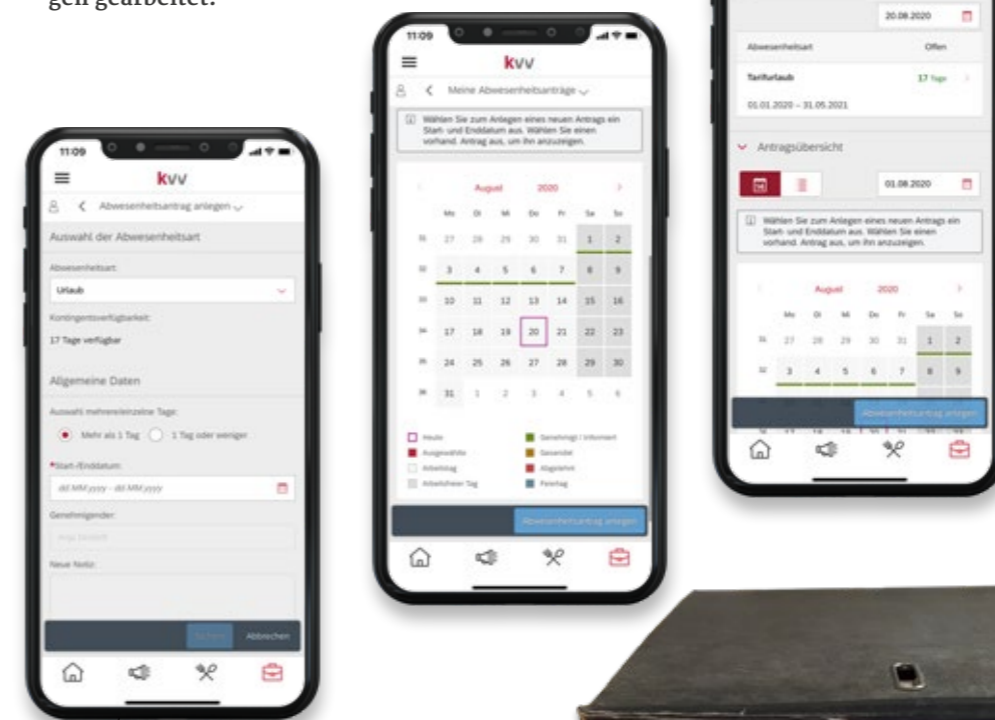 gen gearbeitet.
11:09
kvv
Abwesenheitsantrag anlegen
Auswahl der Abwesenheitsart
Abwesenheitsart:
Urlaub
Kontingentsverfügbarkeit:
17 Tage verfügbar
Allgemeine Daten
Auswahl mehrere/einzelne Tage:
Mehr als 1 Tag 1 Tag oder weniger
*Start-/Enddatum:
dd.MM.yyyy - dd.MM.yyyy
Genehmigender:
Neue Notiz:
Sichern Abbrechen
11:09
kvv
Meine Abwesenheitsanträge
Wählen Sie zum Anlegen eines neuen Antrags ein
Start- und Enddatum aus. Wählen Sie einen
vorhand. Antrag aus, um ihn anzuzeigen.
August 2020
Mo Di Mi Do Fr Sa So
31 27 28 29 30 31 1 2
32 3 4 5 6 7 8 9
33 10 11 12 13 14 15 16
34 17 18 19 20 21 22 23
35 24 25 26 27 28 29 30
36 31 1 2 3 4 5 6
Heute Genehmigt / Informiert
Ausgewählte Gesendet
Arbeitstag Abgelehnt
Arbeitsfreier Tag Feiertag
Abwesenheitsantrag anlegen
20.08.2020
Abwesenheitsart Offen
Tarifurlaub 17 Tage
01.01.2020 – 31.05.2021
Antragsübersicht
01.08.2020
Wählen Sie zum Anlegen eines neuen Antrags ein
Start- und Enddatum aus. Wählen Sie einen
vorhand. Antrag aus, um ihn anzuzeigen.
August 2020
Mo Di Mi Do Fr Sa So
31 27 28 29 30 31 1 2
32 3 4 5 6 7 8 9
Abwesenheitsantrag anlegen